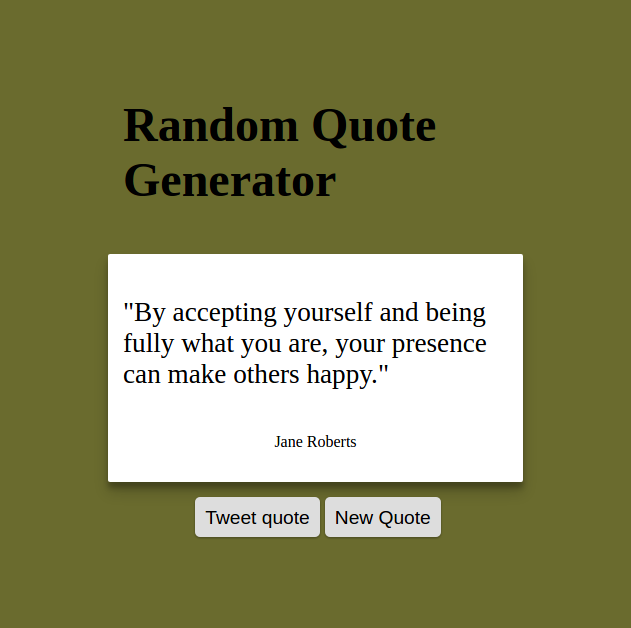 Random Quote
Generator
"By accepting yourself and being
fully what you are, your presence
can make others happy."
Jane Roberts
Tweet quote New Quote